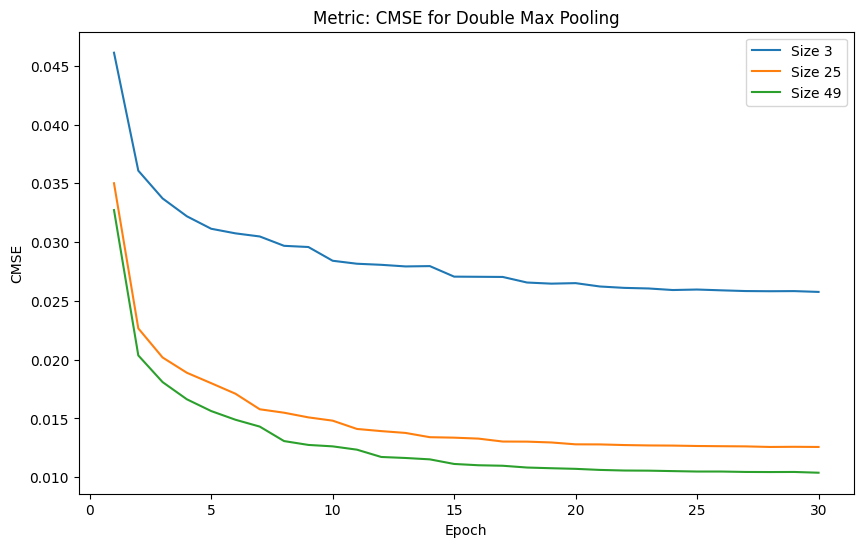 Metric: CMSE for Double Max Pooling
Size 3
Size 25
Size 49
CMSE
0.045
0.040
0.035
0.030
0.025
0.020
0.015
0.010
0 5 10 15 20 25 30
Epoch